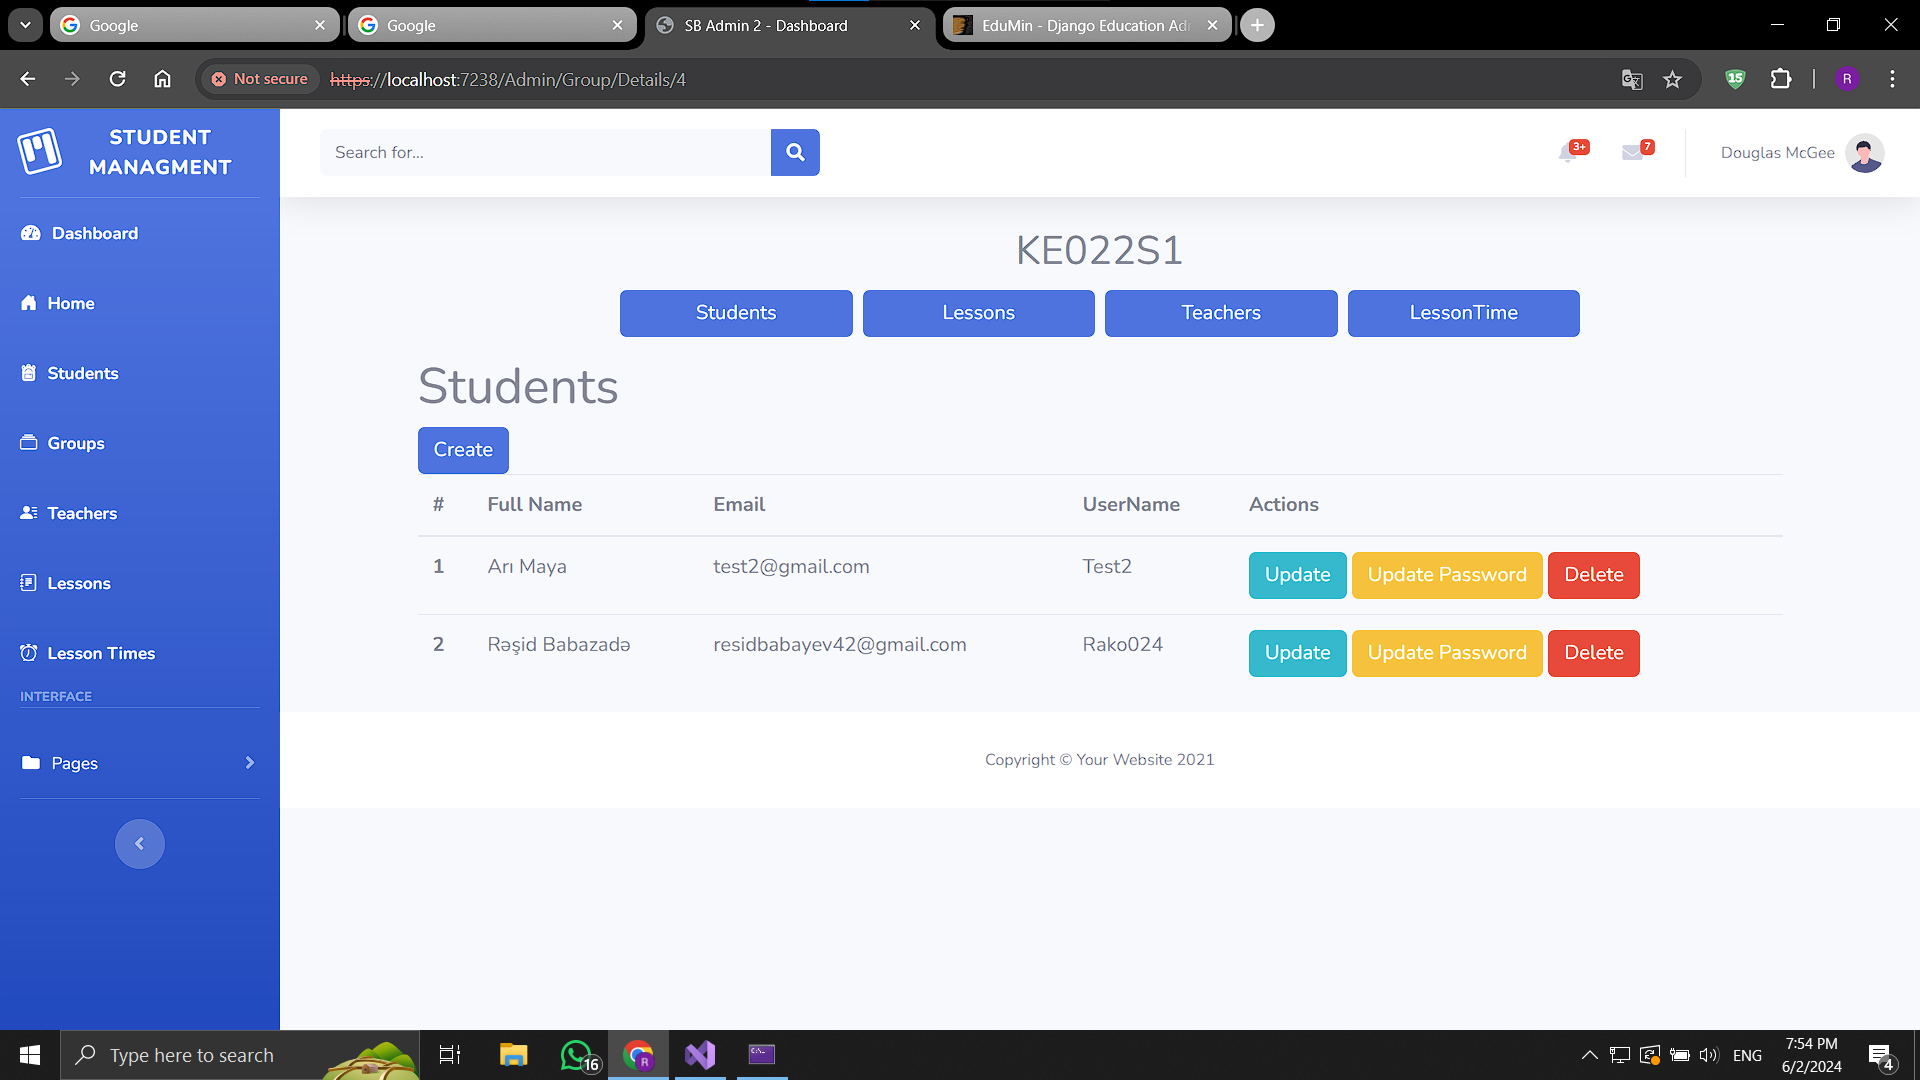 Google
Google
SB Admin 2 - Dashboard
EduMin - Django Education Adr
Not secure
https://localhost:7238/Admin/Group/Details/4
15
R
STUDENT
MANAGMENT
Search for...
3+
7
Douglas McGee
Dashboard
Home
Students
Groups
Teachers
Lessons
Lesson Times
INTERFACE
Pages
KE022S1
Students
Lessons
Teachers
LessonTime
Students
Create
# Full Name Email UserName Actions
1 Arı Maya test2@gmail.com Test2 Update Update Password Delete
2 Rəşid Babazadə residbabayev42@gmail.com Rako024 Update Update Password Delete
Copyright © Your Website 2021
Type here to search
16
R
ENG
7:54 PM
6/2/2024
4